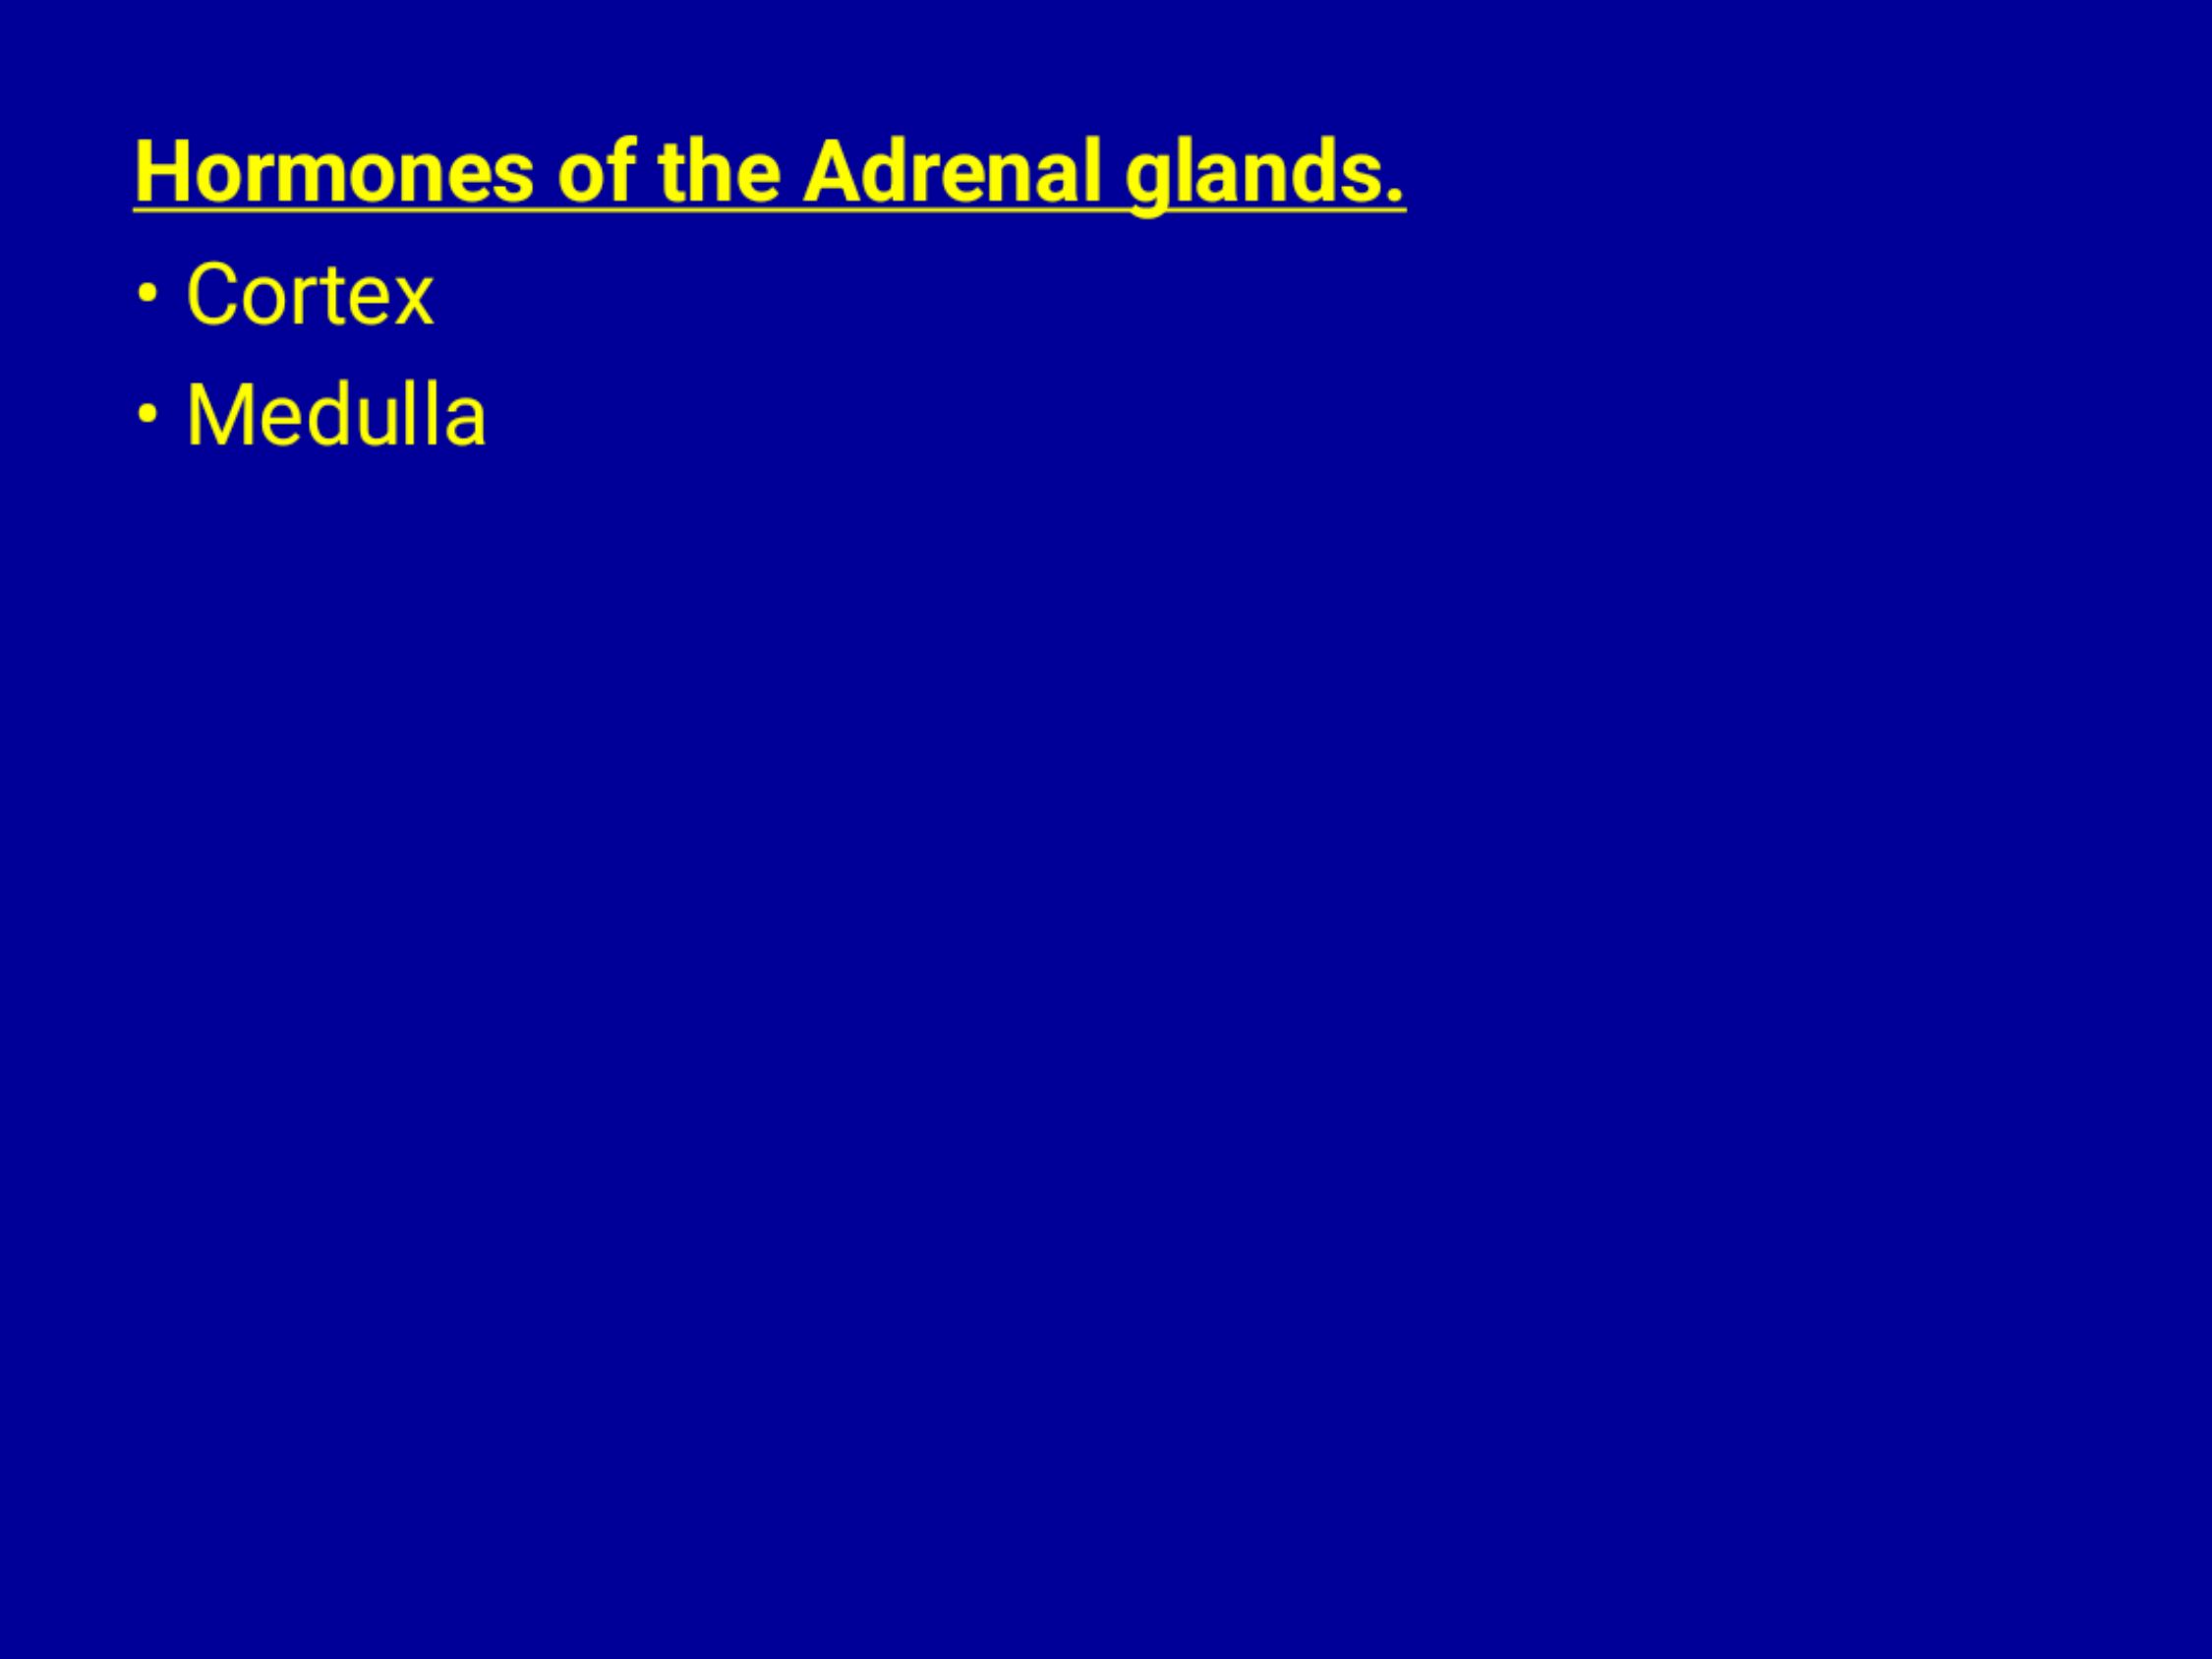 Hormones of the Adrenal glands.
• Cortex
• Medulla